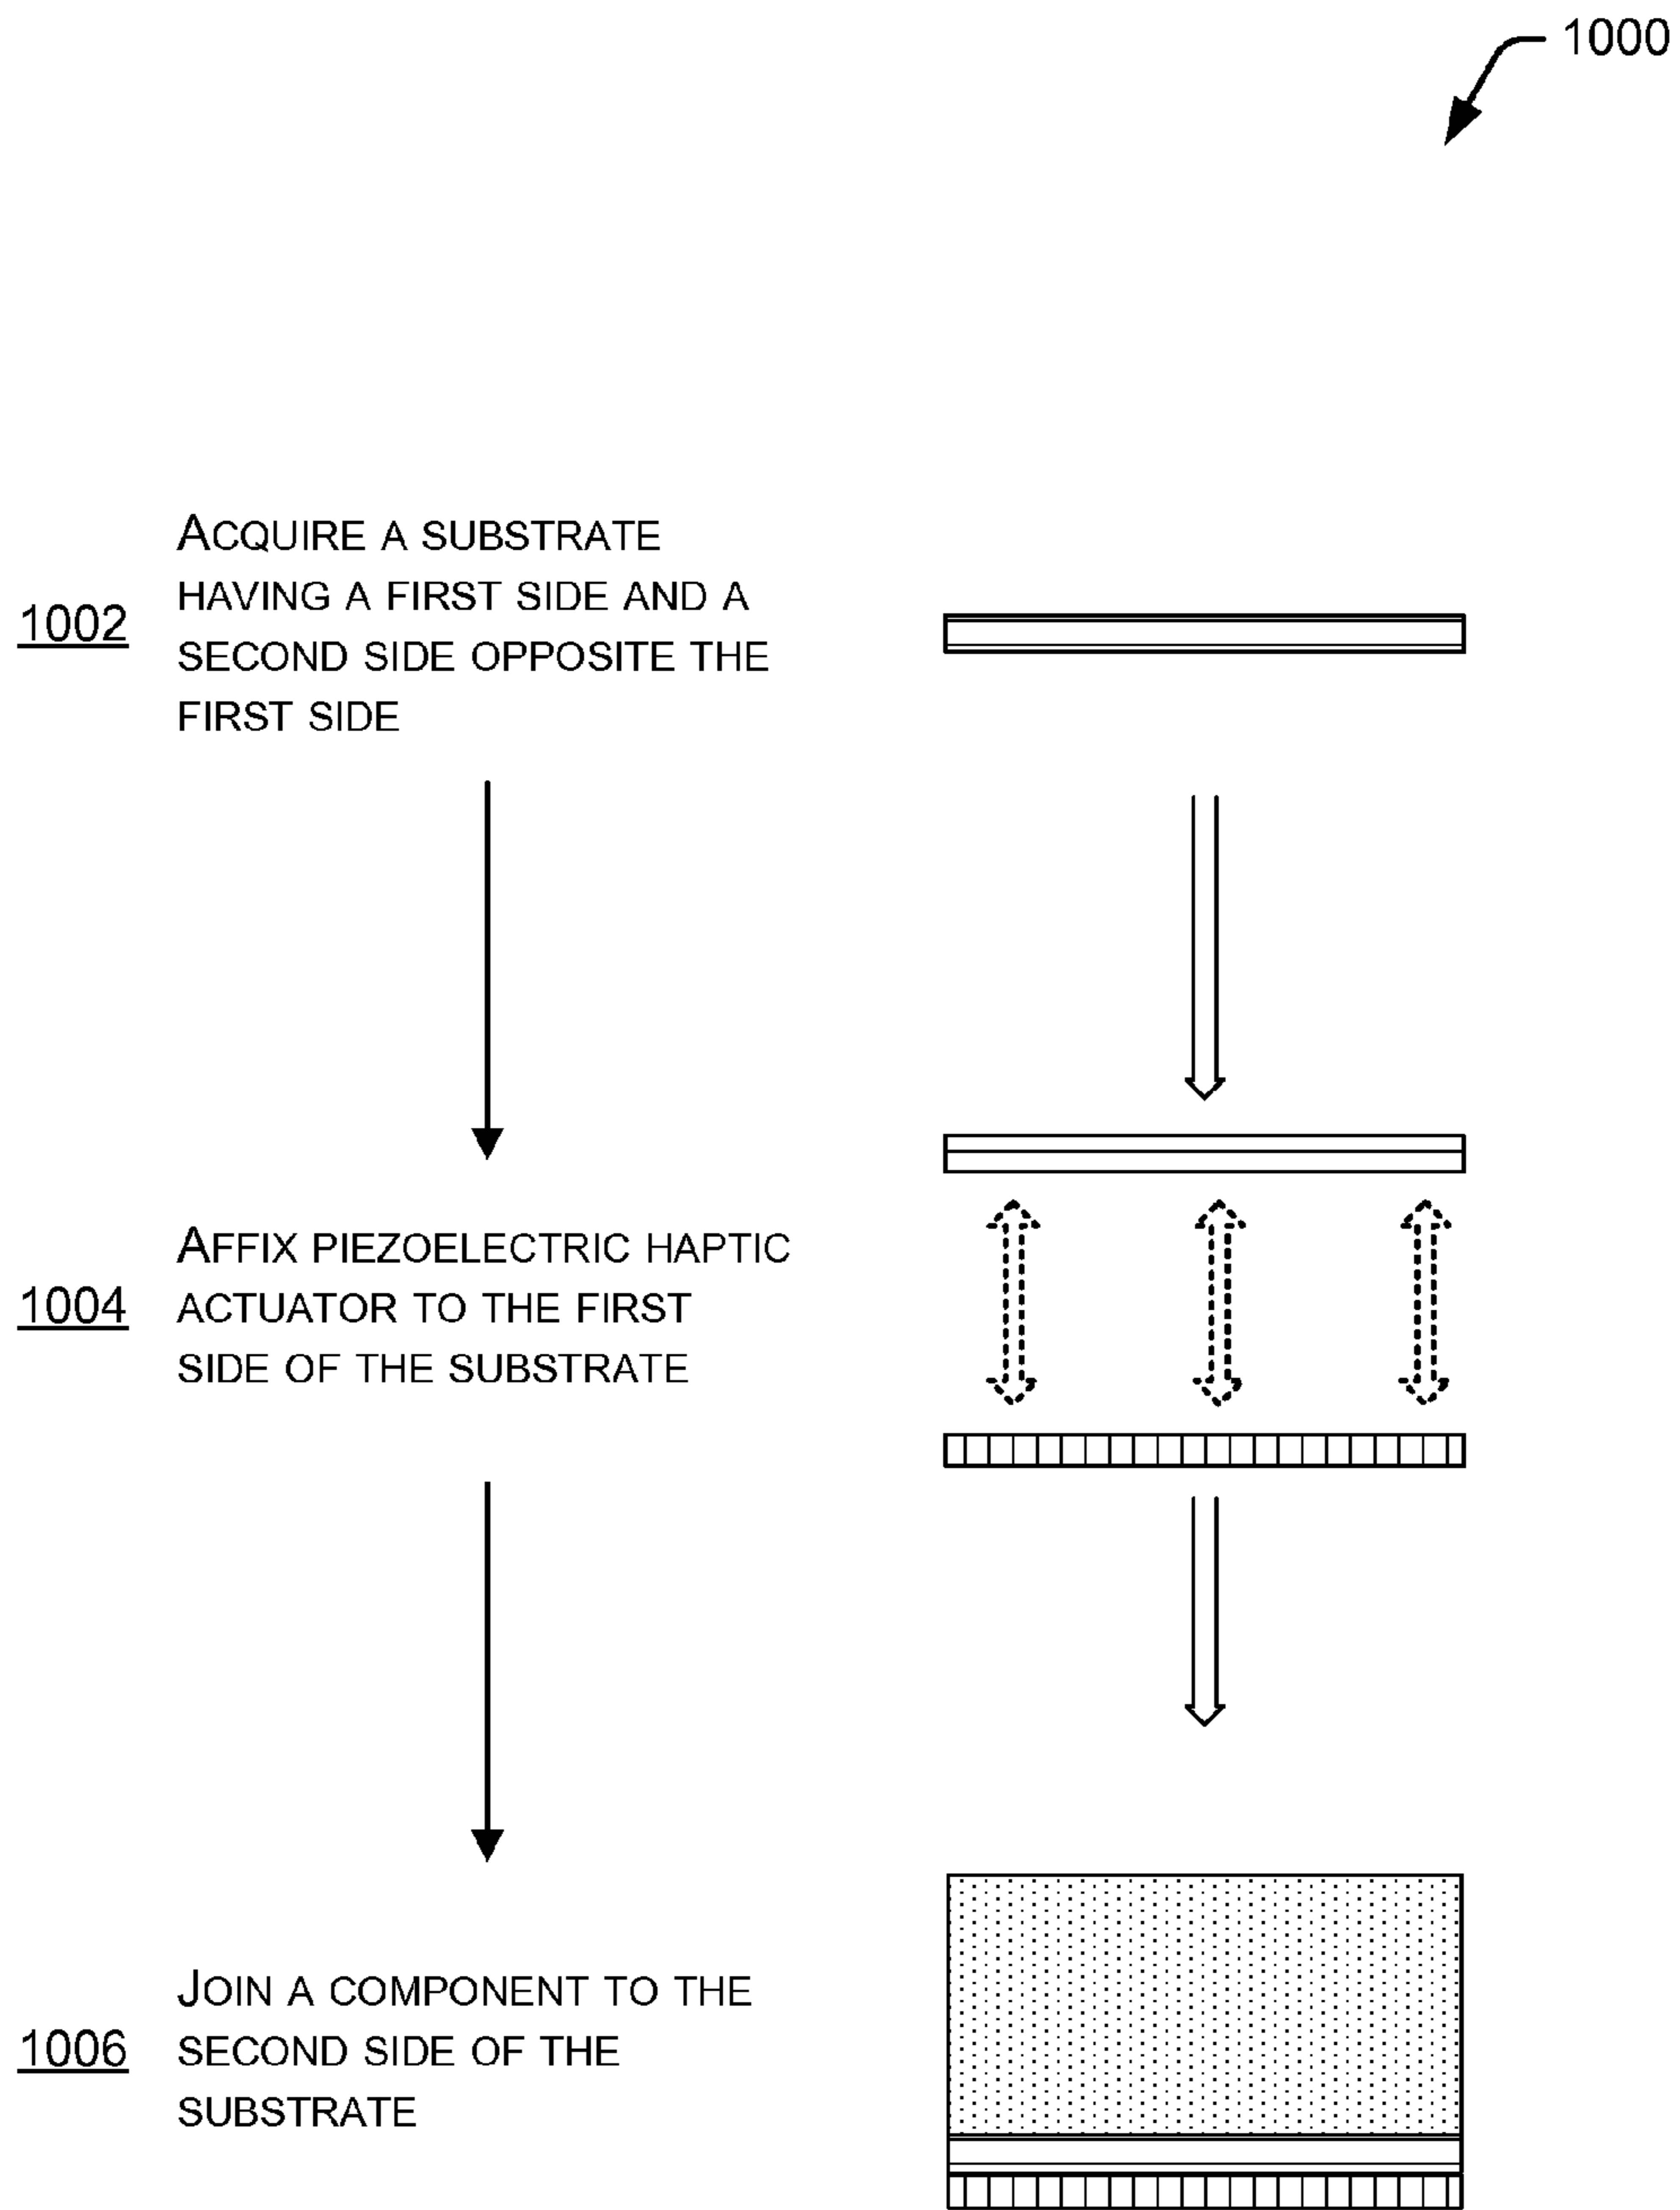 1000
ACQUIRE A SUBSTRATE
HAVING A FIRST SIDE AND A
1002
SECOND SIDE OPPOSITE THE
FIRST SIDE
AFFIX PIEZOELECTRIC HAPTIC
1004
ACTUATOR TO THE FIRST
SIDE OF THE SUBSTRATE
JOIN A COMPONENT TO THE
1006
SECOND SIDE OF THE
SUBSTRATE